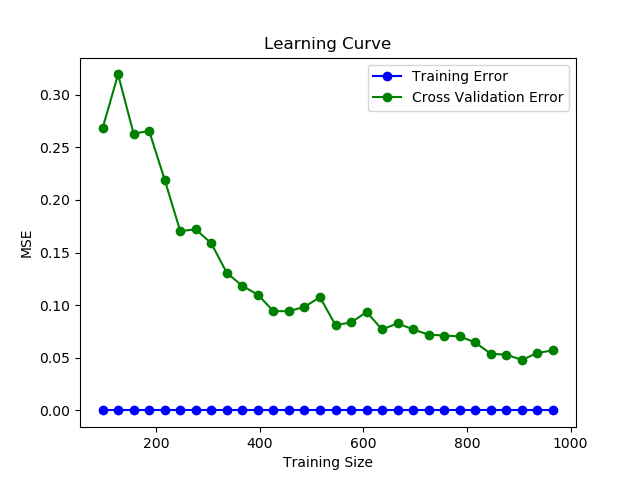 Learning Curve
Training Error
Cross Validation Error
0.30
0.25
0.20
0.15
0.10
0.05
0.00
MSE
200
400
600
800
1000
Training Size